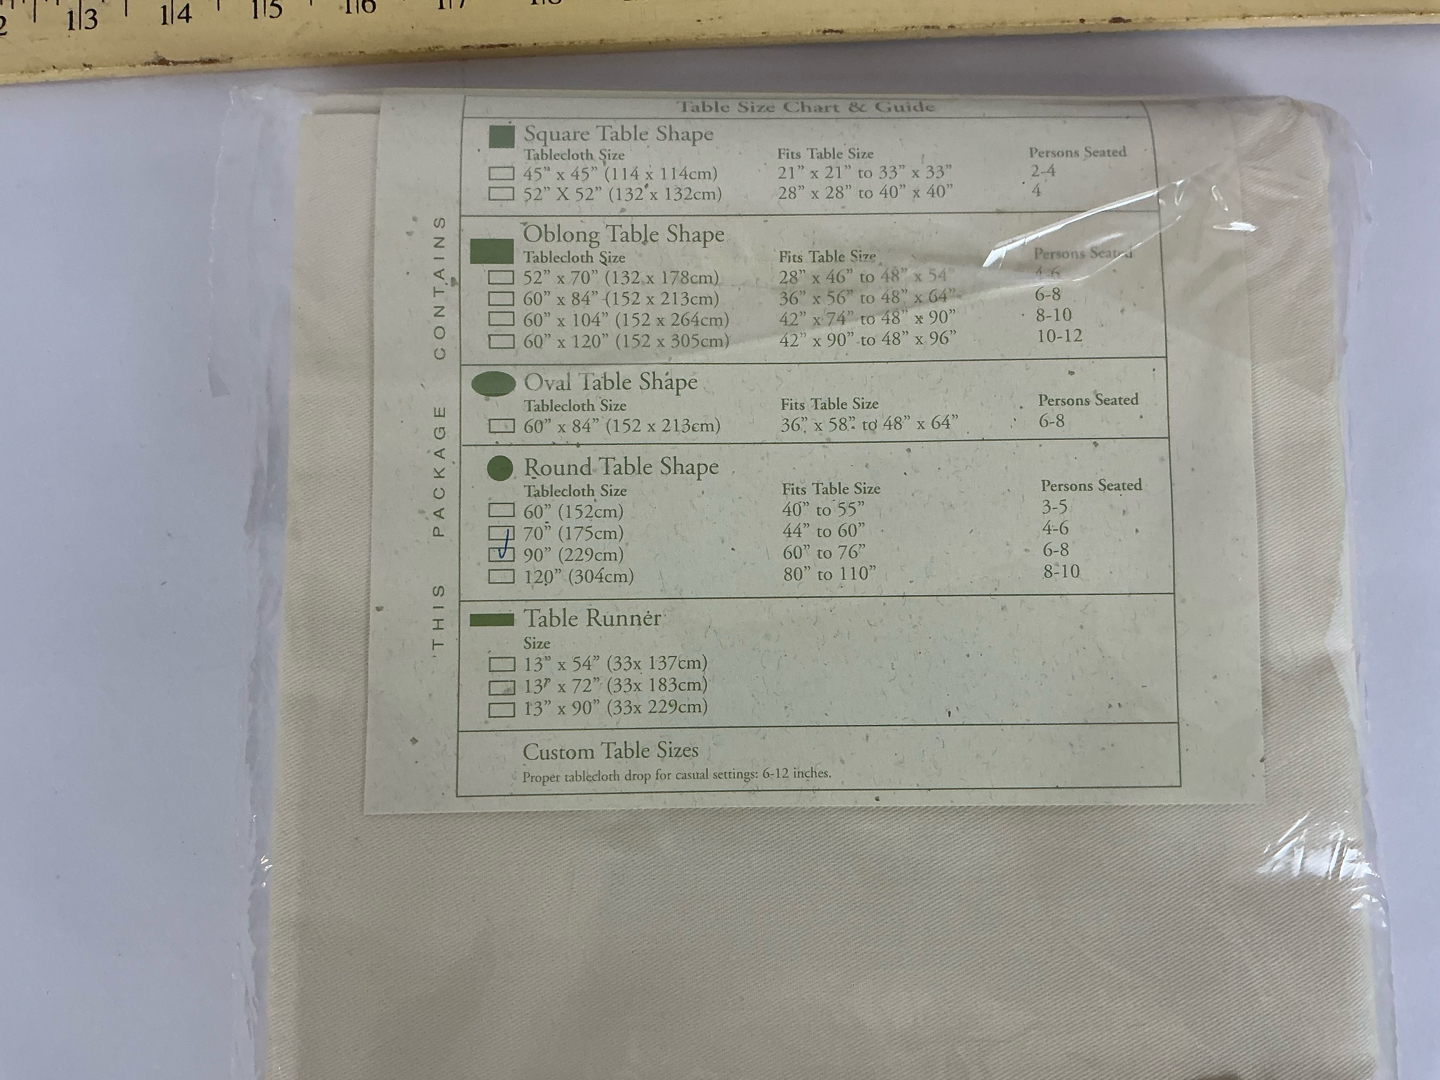 13 14 15 16 17
Table Size Chart & Guide
Square Table Shape
Tablecloth Size Fits Table Size Persons Seated
45” x 45” (114 x 114cm) 21” x 21” to 33” x 33” 2-4
52” X 52” (132 x 132cm) 28” x 28” to 40” x 40” 4
Oblong Table Shape
Tablecloth Size Fits Table Size Persons Seated
52” x 70” (132 x 178cm) 28” x 46” to 48” x 54” 4-6
60” x 84” (152 x 213cm) 36” x 56” to 48” x 64” 6-8
60” x 104” (152 x 264cm) 42” x 74” to 48” x 90” 8-10
60” x 120” (152 x 305cm) 42” x 90” to 48” x 96” 10-12
Oval Table Shape
Tablecloth Size Fits Table Size Persons Seated
60” x 84” (152 x 213cm) 36” x 58” to 48” x 64” 6-8
Round Table Shape
Tablecloth Size Fits Table Size Persons Seated
60” (152cm) 40” to 55” 3-5
70” (175cm) 44” to 60” 4-6
90” (229cm) 60” to 76” 6-8
120” (304cm) 80” to 110” 8-10
Table Runner
Size
13” x 54” (33x 137cm)
13” x 72” (33x 183cm)
13” x 90” (33x 229cm)
Custom Table Sizes
Proper tablecloth drop for casual settings: 6-12 inches.
THIS PACKAGE CONTAINS